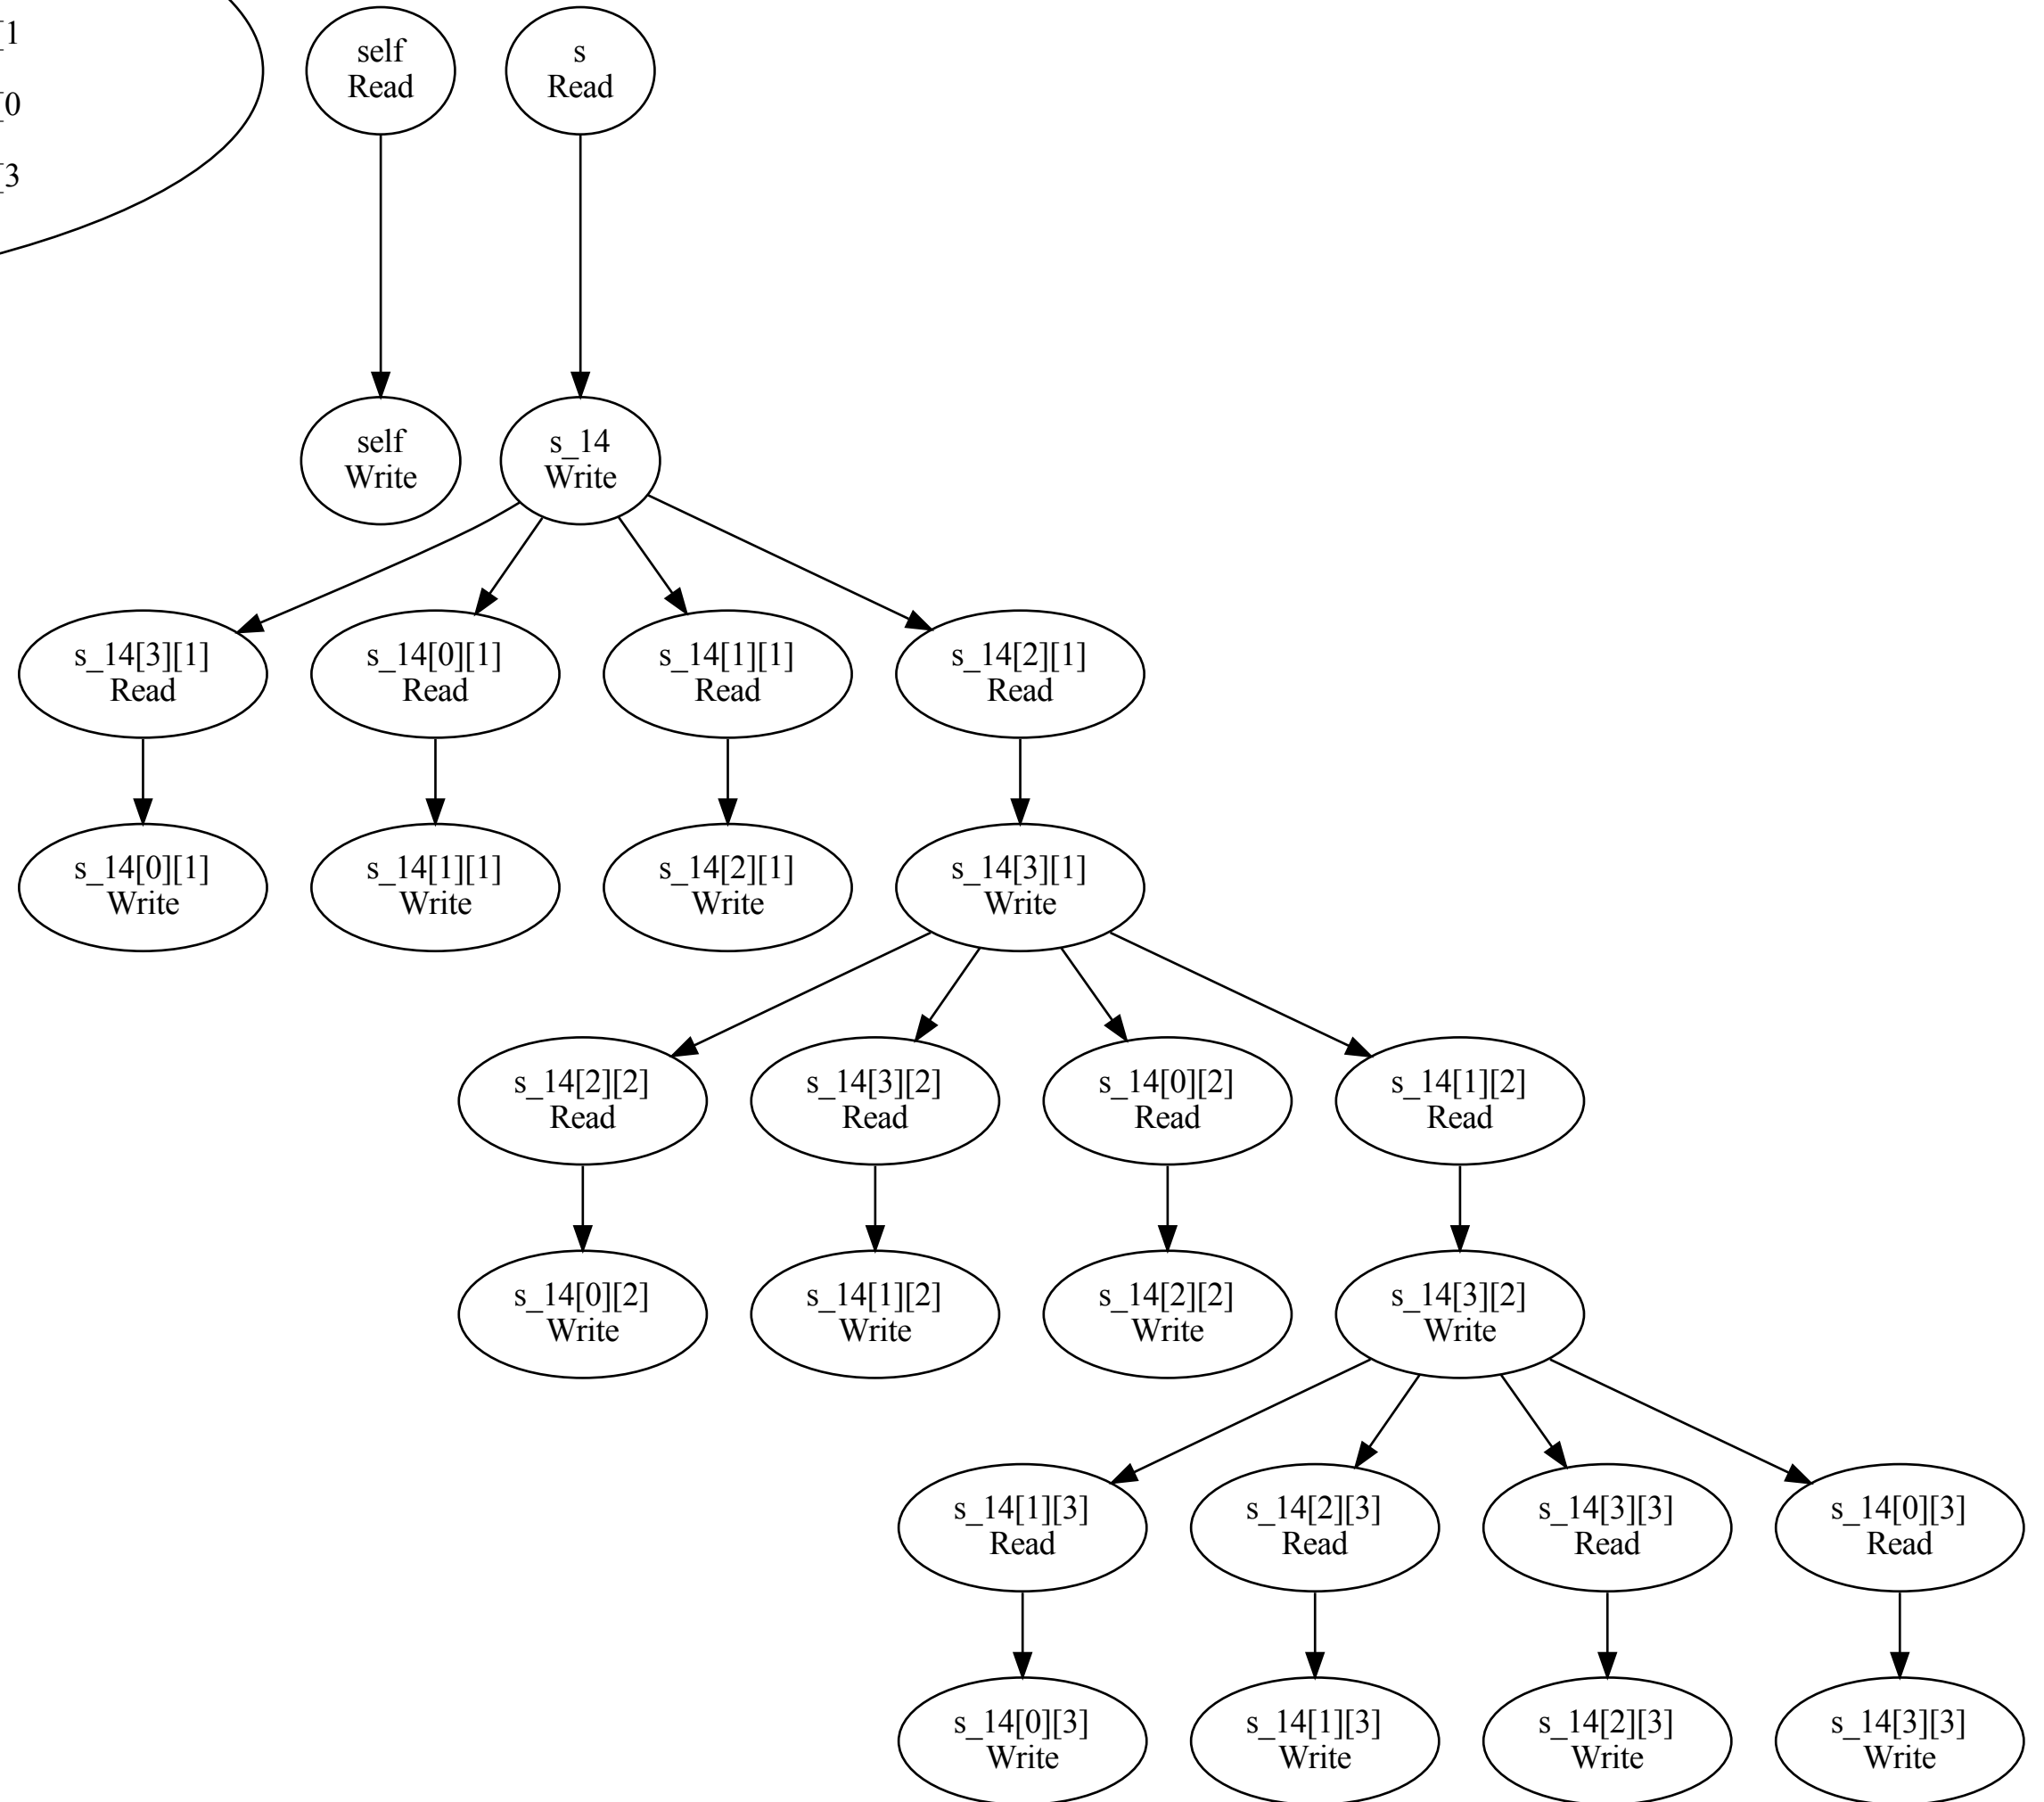 [1
[0
[3
self
Read
s
Read
self
Write
s_14
Write
s_14[3][1]
Read
s_14[0][1]
Read
s_14[1][1]
Read
s_14[2][1]
Read
s_14[0][1]
Write
s_14[1][1]
Write
s_14[2][1]
Write
s_14[3][1]
Write
s_14[2][2]
Read
s_14[3][2]
Read
s_14[0][2]
Read
s_14[1][2]
Read
s_14[0][2]
Write
s_14[1][2]
Write
s_14[2][2]
Write
s_14[3][2]
Write
s_14[1][3]
Read
s_14[2][3]
Read
s_14[3][3]
Read
s_14[0][3]
Read
s_14[0][3]
Write
s_14[1][3]
Write
s_14[2][3]
Write
s_14[3][3]
Write